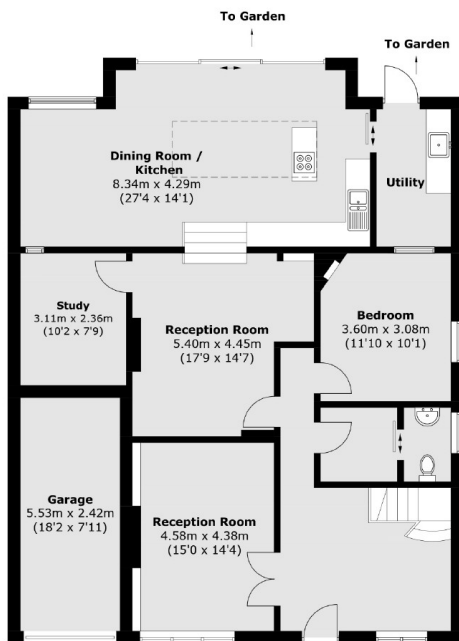 To Garden
To Garden
Dining Room /
Kitchen
8.34m x 4.29m
(27'4 x 14'1)
Utility
Study
3.11m x 2.36m
(10'2 x 7'9)
Reception Room
5.40m x 4.45m
(17'9 x 14'7)
Bedroom
3.60m x 3.08m
(11'10 x 10'1)
Garage
5.53m x 2.42m
(18'2 x 7'11)
Reception Room
4.58m x 4.38m
(15'0 x 14'4)